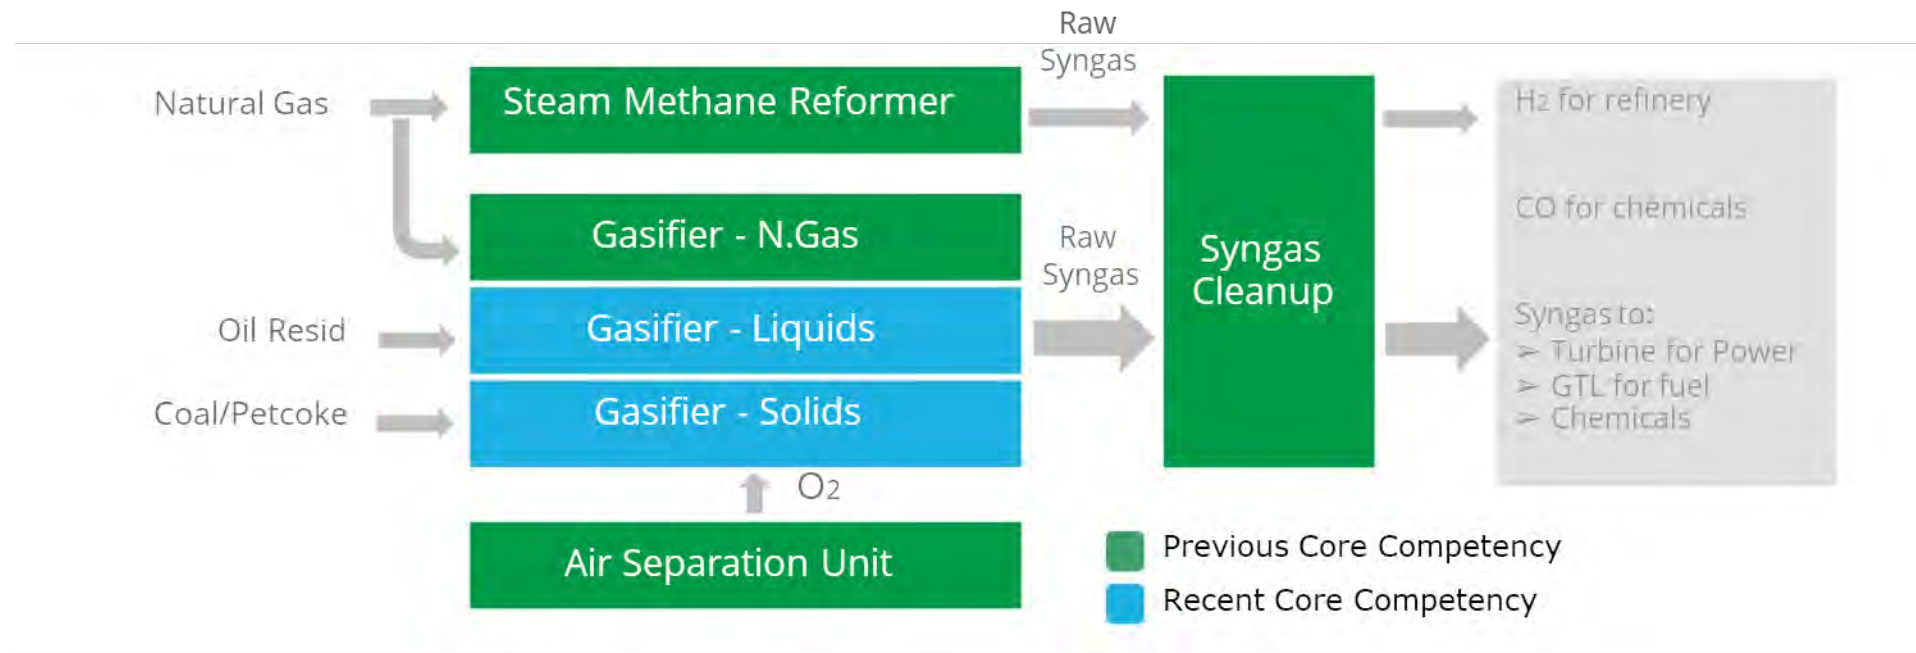 Raw
Syngas
Natural Gas
Steam Methane Reformer
H2 for refinery
CO for chemicals
Gasifier - N.Gas
Raw
Syngas
Syngas
Cleanup
Oil Resid
Gasifier - Liquids
Syngas to:
➢ Turbine for Power
➢ GTL for fuel
➢ Chemicals
Coal/Petcoke
Gasifier - Solids
O2
Air Separation Unit
Previous Core Competency
Recent Core Competency